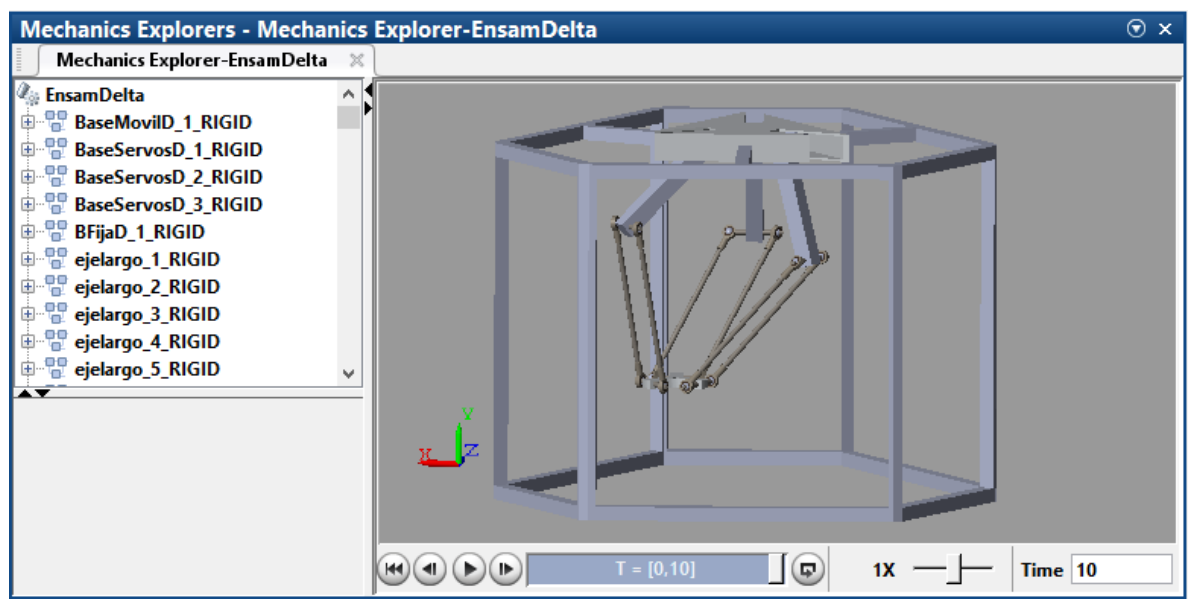 Mechanics Explorers - Mechanics Explorer-EnsamDelta
Mechanics Explorer-EnsamDelta
EnsamDelta
BaseMovilD_1_RIGID
BaseServosD_1_RIGID
BaseServosD_2_RIGID
BaseServosD_3_RIGID
BFijaD_1_RIGID
ejelargo_1_RIGID
ejelargo_2_RIGID
ejelargo_3_RIGID
ejelargo_4_RIGID
ejelargo_5_RIGID
Y
X Z
T = [0,10]
1X
Time 10